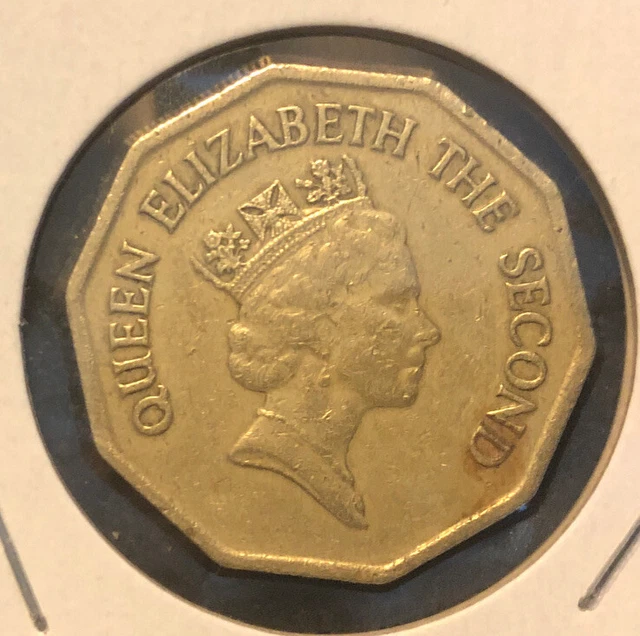 QUEEN ELIZABETH THE SECOND